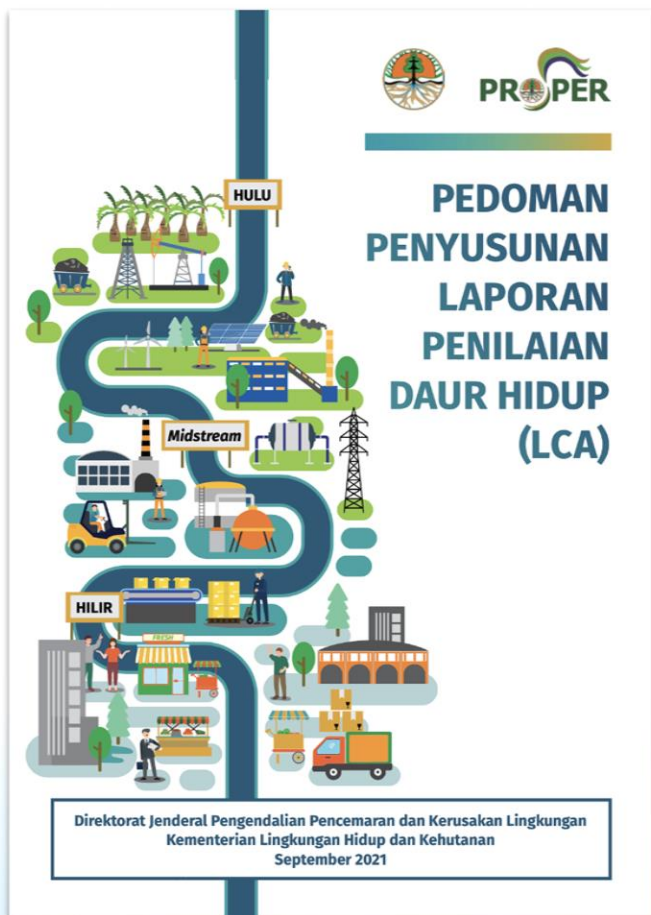 PROPER
HULU
PEDOMAN
PENYUSUNAN
LAPORAN
PENILAIAN
DAUR HIDUP
(LCA)
Midstream
HILIR
FRESH
Direktorat Jenderal Pengendalian Pencemaran dan Kerusakan Lingkungan
Kementerian Lingkungan Hidup dan Kehutanan
September 2021